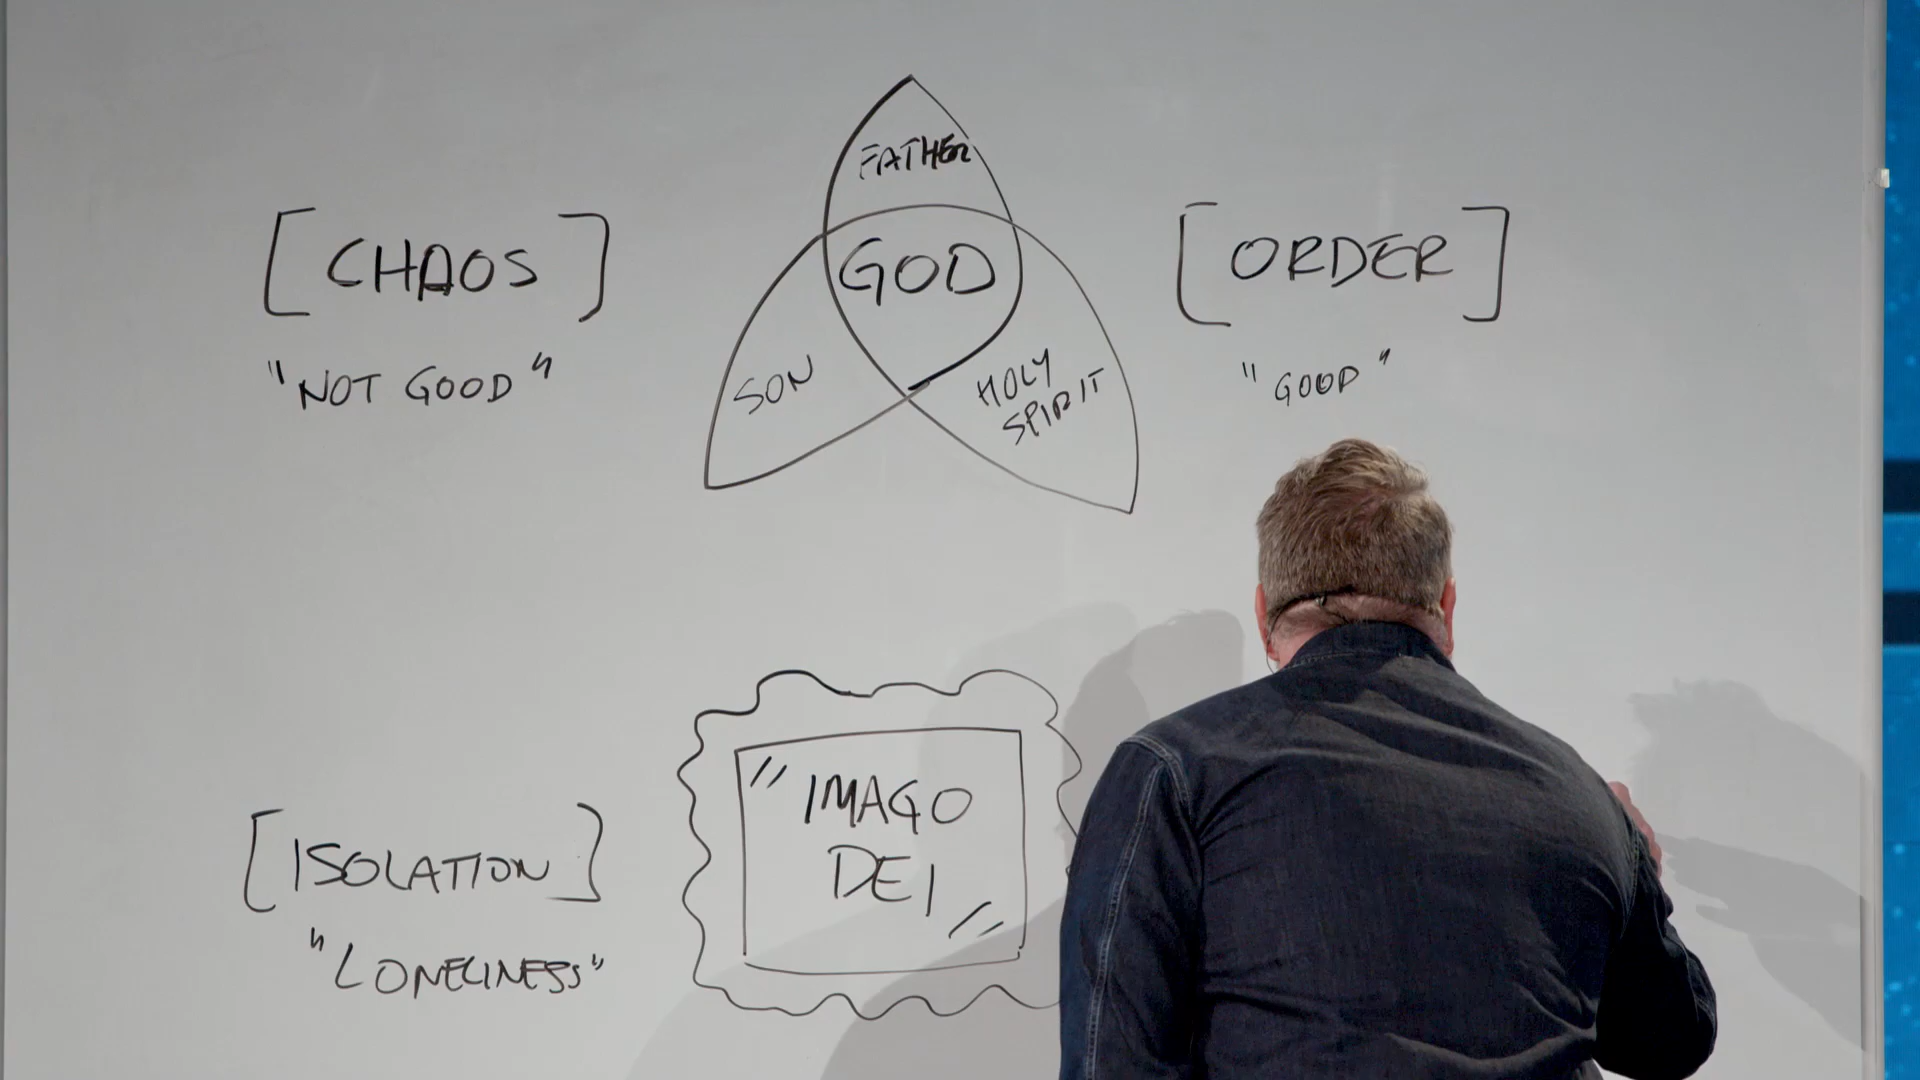 FATHER
[CHAOS]
GOD
[ORDER]
"NOT GOOD"
SON
HOLY
SPIRIT
"GOOD"
"IMAGO
DEI"
[ISOLATION]
"LONELINESS"